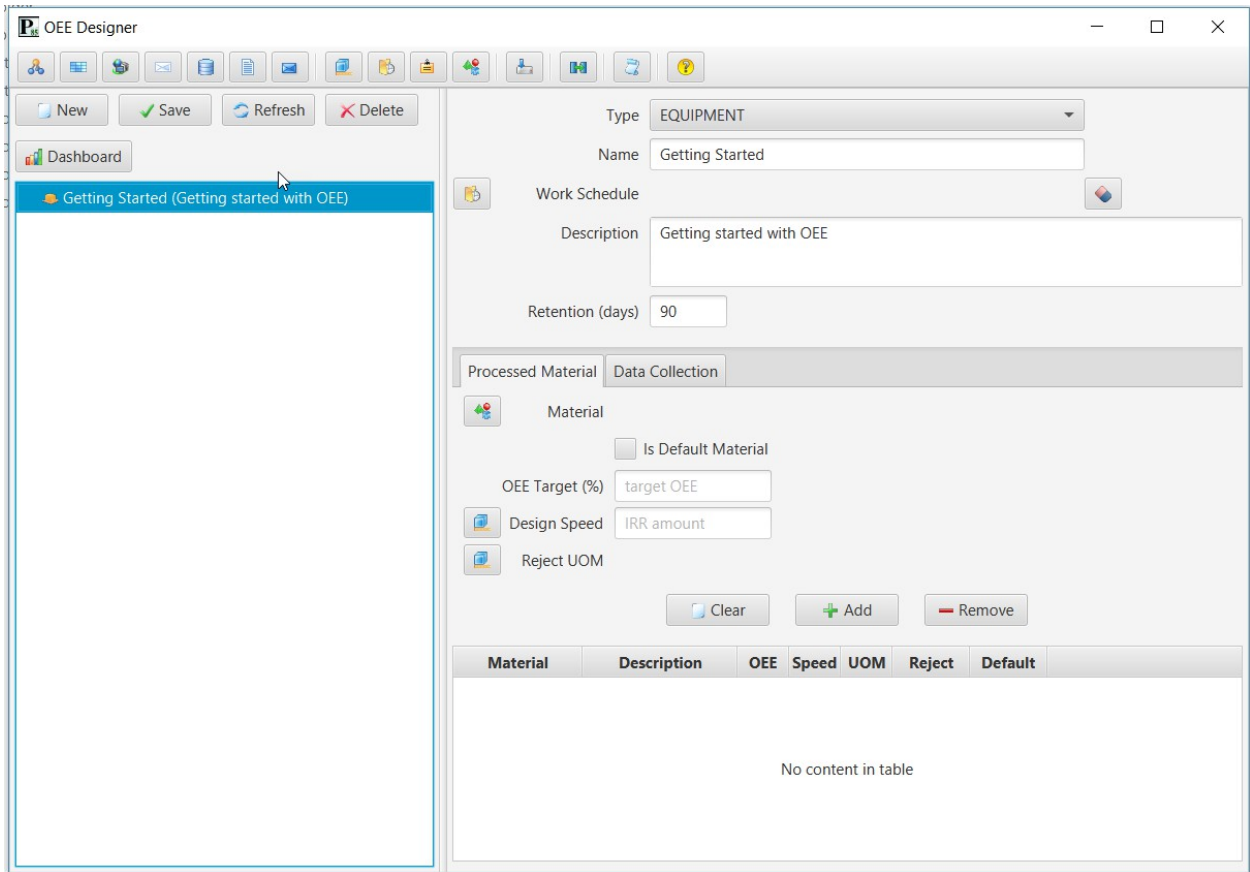 P85 OEE Designer
New Save Refresh Delete
Dashboard
Getting Started (Getting started with OEE)
Type EQUIPMENT
Name Getting Started
Work Schedule
Description Getting started with OEE
Retention (days) 90
Processed Material Data Collection
Material
Is Default Material
OEE Target (%) target OEE
Design Speed IRR amount
Reject UOM
Clear Add Remove
Material Description OEE Speed UOM Reject Default
No content in table